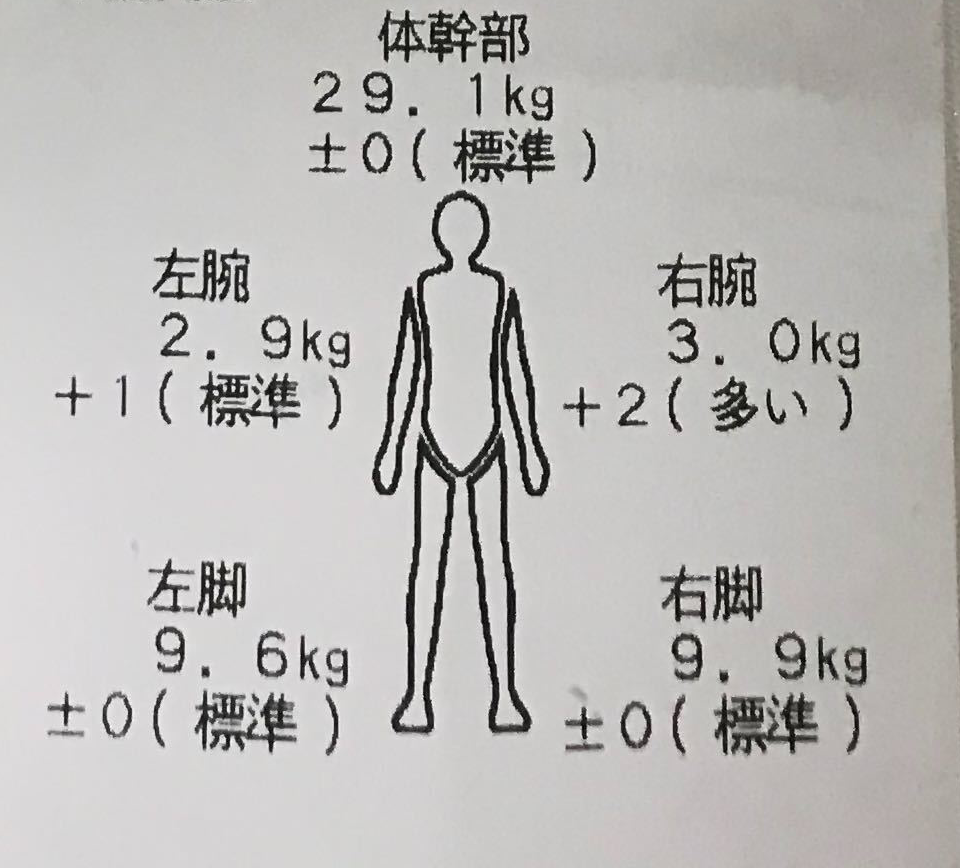 体幹部
29.1kg
±0(標準)
左腕
2.9kg
+1(標準)
右腕
3.0kg
+2(多い)
左脚
9.6kg
±0(標準)
右脚
9.9kg
±0(標準)